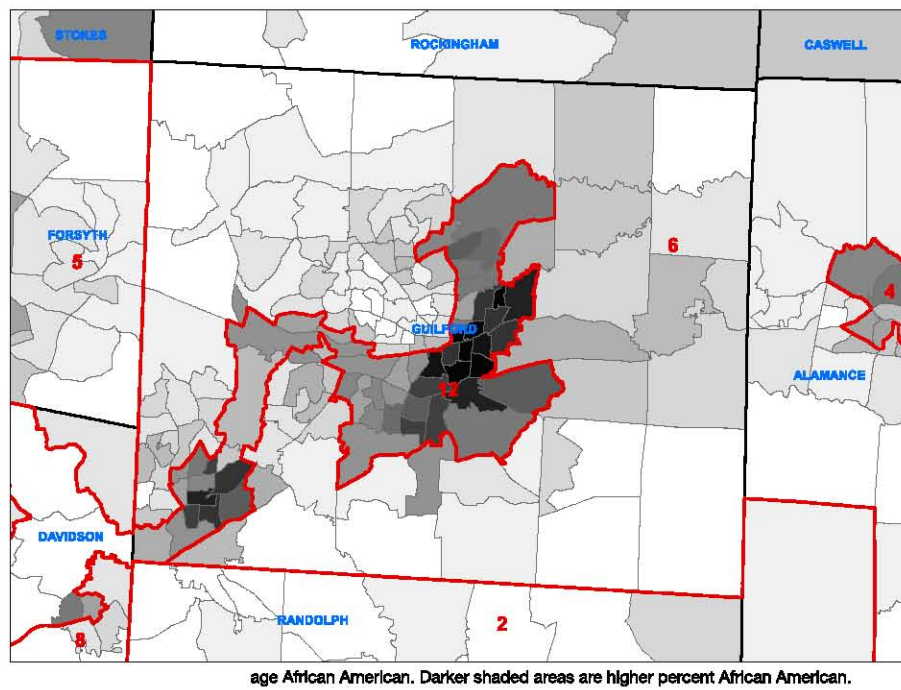 STOKES
ROCKINGHAM
CASWELL
FORSYTH
5
6
4
GUILFORD
ALAMANCE
12
DAVIDSON
RANDOLPH
2
8
age African American. Darker shaded areas are higher percent African American.